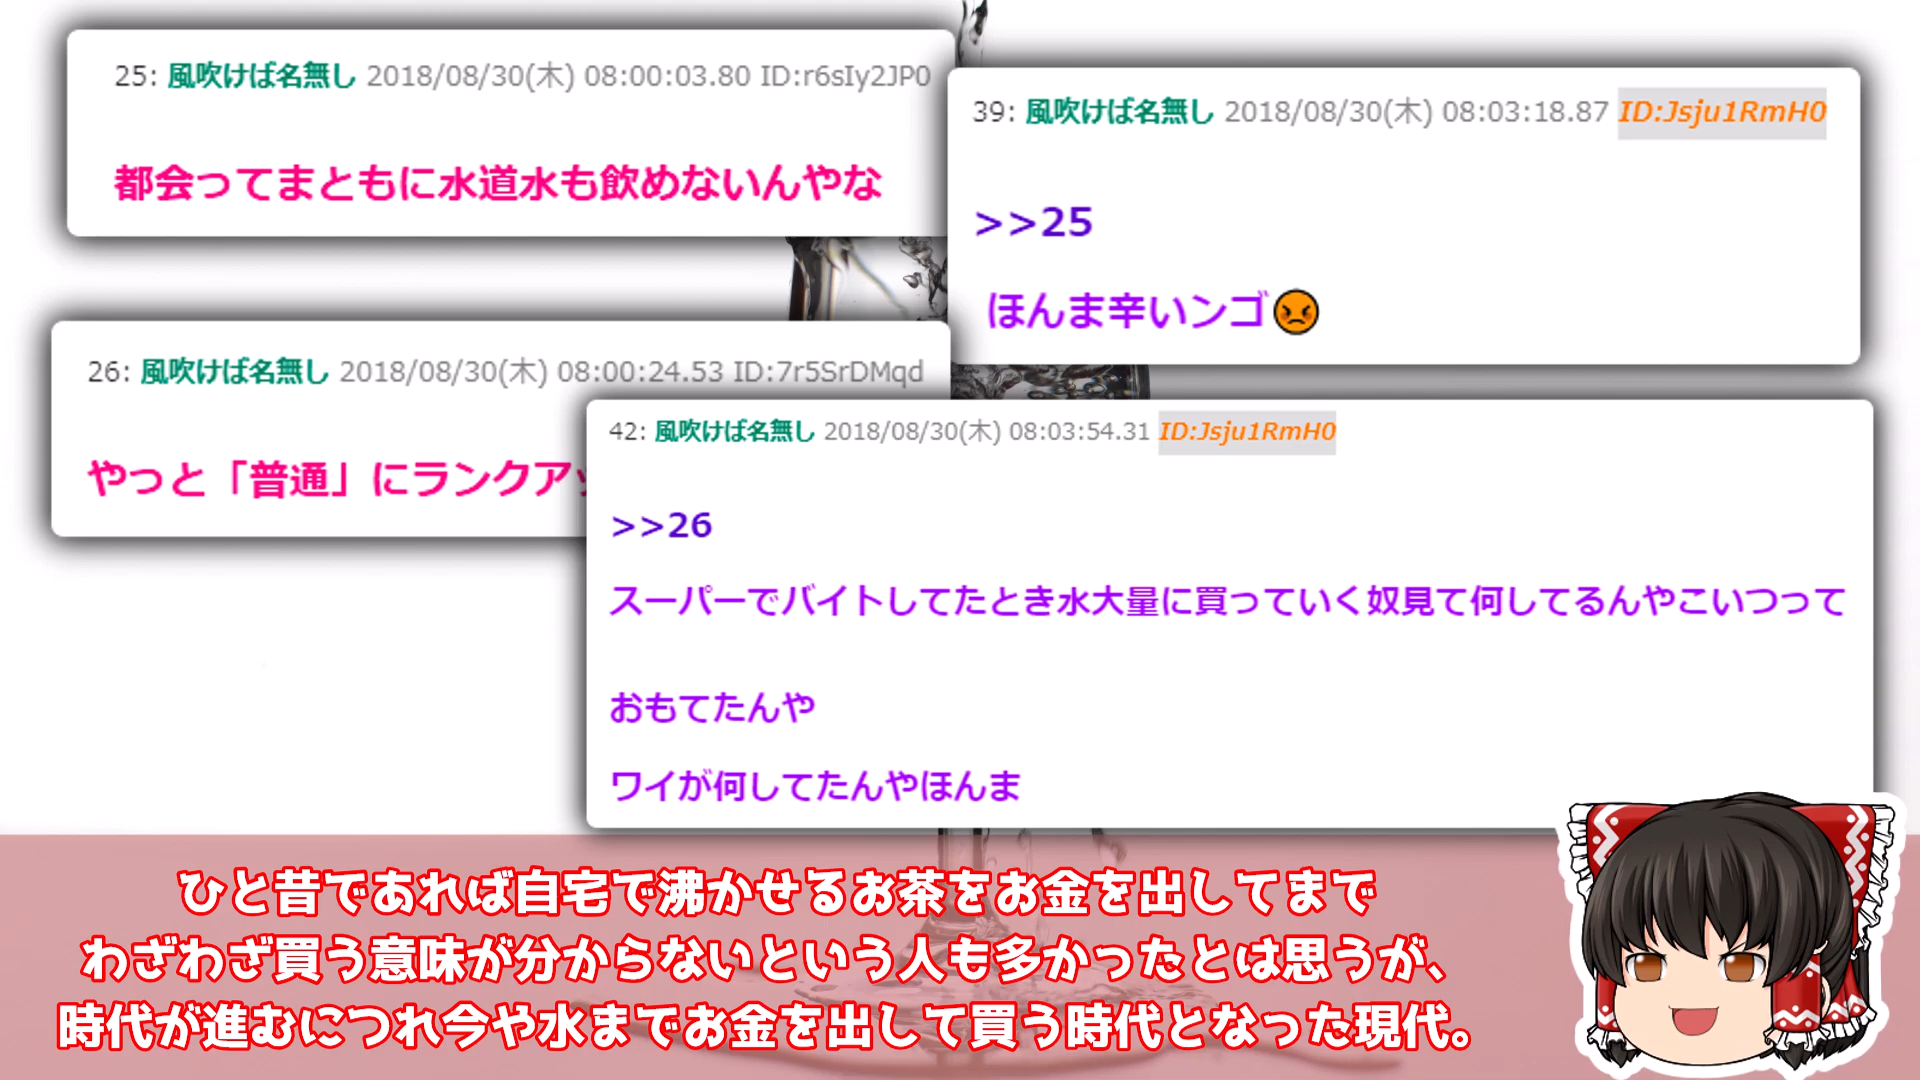 25: 風吹けば名無し 2018/08/30(木) 08:00:03.80 ID:r6sIy2JP0
都会ってまともに水道水も飲めないんやな
39: 風吹けば名無し 2018/08/30(木) 08:03:18.87 ID:Jsju1RmH0
>>25
ほんま辛いンゴ😡
26: 風吹けば名無し 2018/08/30(木) 08:00:24.53 ID:7r5SrDMqd
やっと「普通」にランクア
42: 風吹けば名無し 2018/08/30(木) 08:03:54.31 ID:Jsju1RmH0
>>26
スーパーでバイトしてたとき水大量に買っていく奴見て何してるんやこいつって
おもてたんや
ワイが何してたんやほんま
ひと昔であれば自宅で沸かせるお茶をお金を出してまで
わざわざ買う意味が分からないという人も多かったとは思うが、
時代が進むにつれ今や水までお金を出して買う時代となった現代。